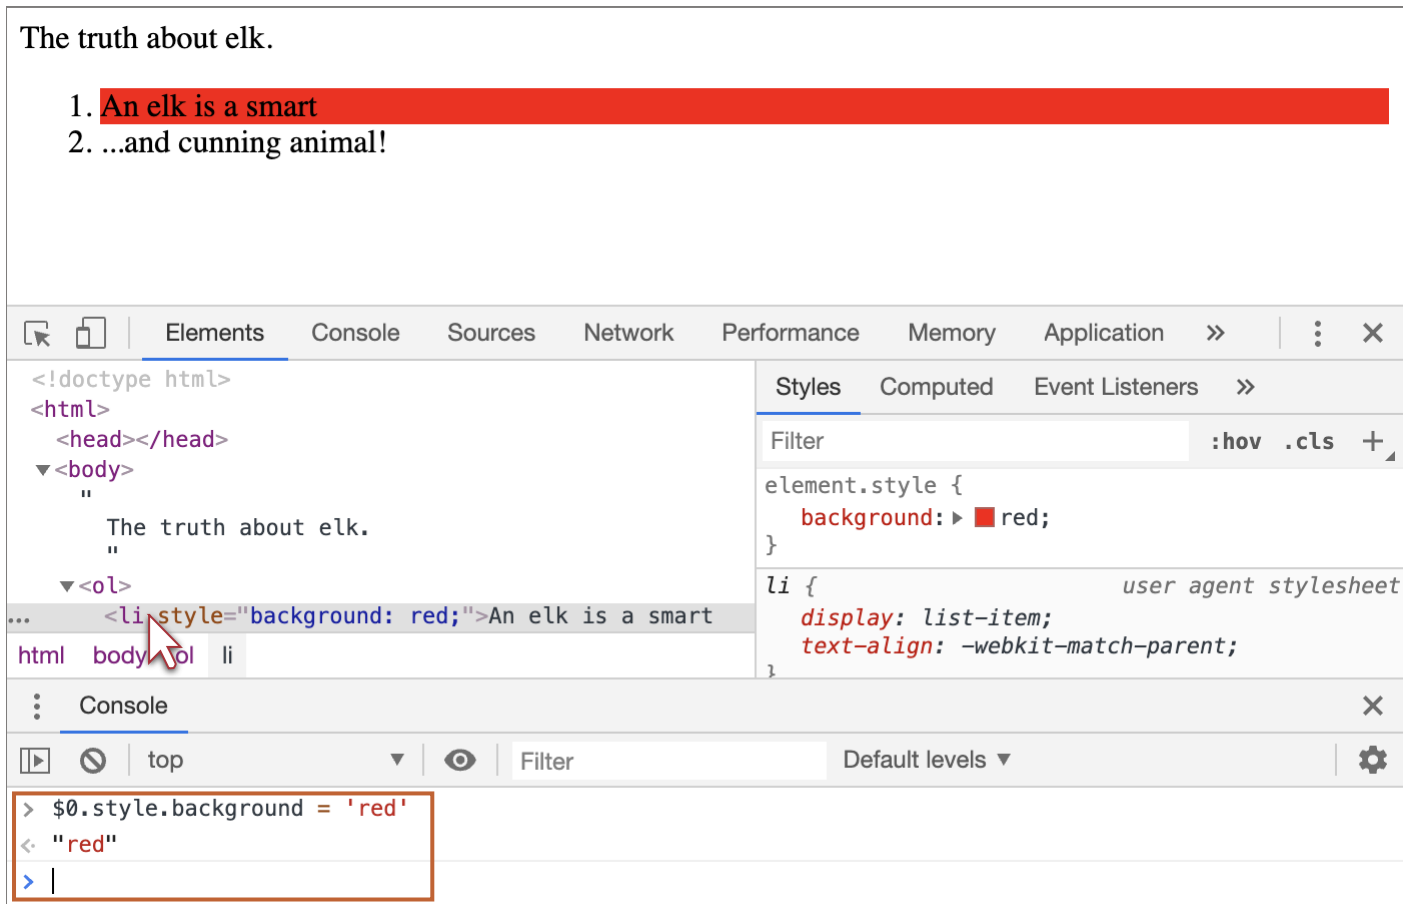 The truth about elk.
1. An elk is a smart
2. ...and cunning animal!
Elements Console Sources Network Performance Memory Application »
<!doctype html>
<html>
<head></head>
▼<body>
"
The truth about elk.
"
▼<ol>
... <li style="background: red;">An elk is a smart
html body ol li
Styles Computed Event Listeners »
Filter :hov .cls +
element.style {
background: ▶ red;
}
li { user agent stylesheet
display: list-item;
text-align: -webkit-match-parent;
}
Console
top ▼ Filter Default levels ▼
> $0.style.background = 'red'
<· "red"
>